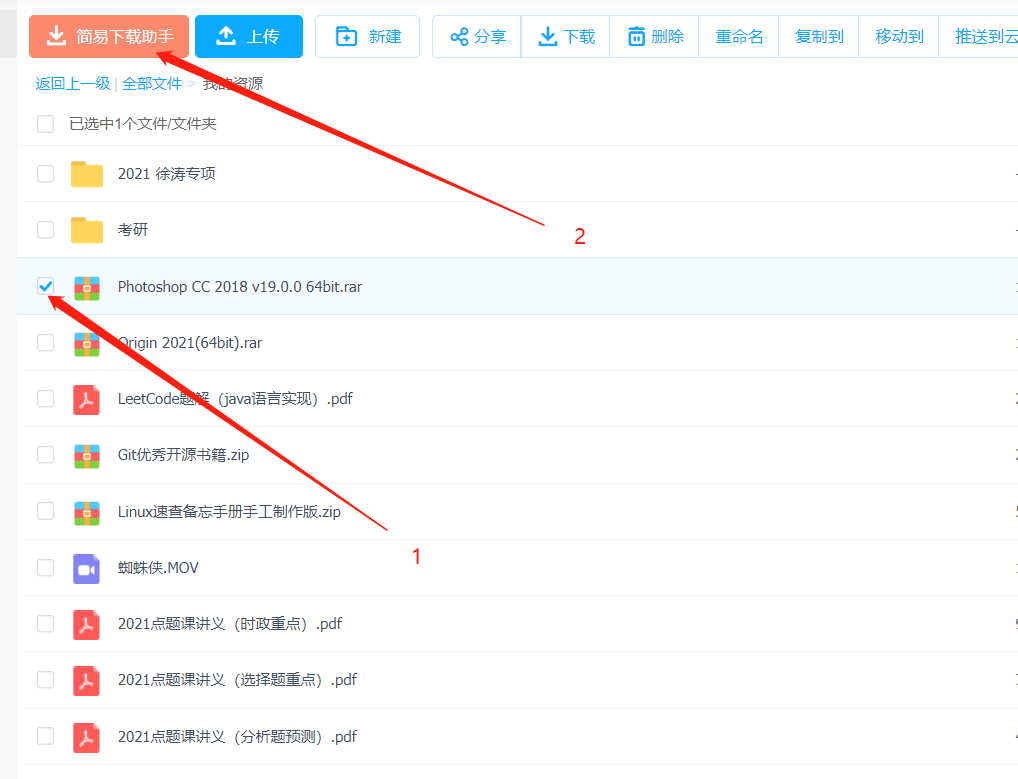 简易下载助手 上传 新建 分享 下载 删除 重命名 复制到 移动到 推送到云
返回上一级 | 全部文件 > 我的资源
已选中1个文件/文件夹
2021 徐涛专项
考研
2
Photoshop CC 2018 v19.0.0 64bit.rar
Origin 2021(64bit).rar
LeetCode题解（java语言实现）.pdf
Git优秀开源书籍.zip
Linux速查备忘手册手工制作版.zip
1
蜘蛛侠.MOV
2021点题课讲义（时政重点）.pdf
2021点题课讲义（选择题重点）.pdf
2021点题课讲义（分析题预测）.pdf